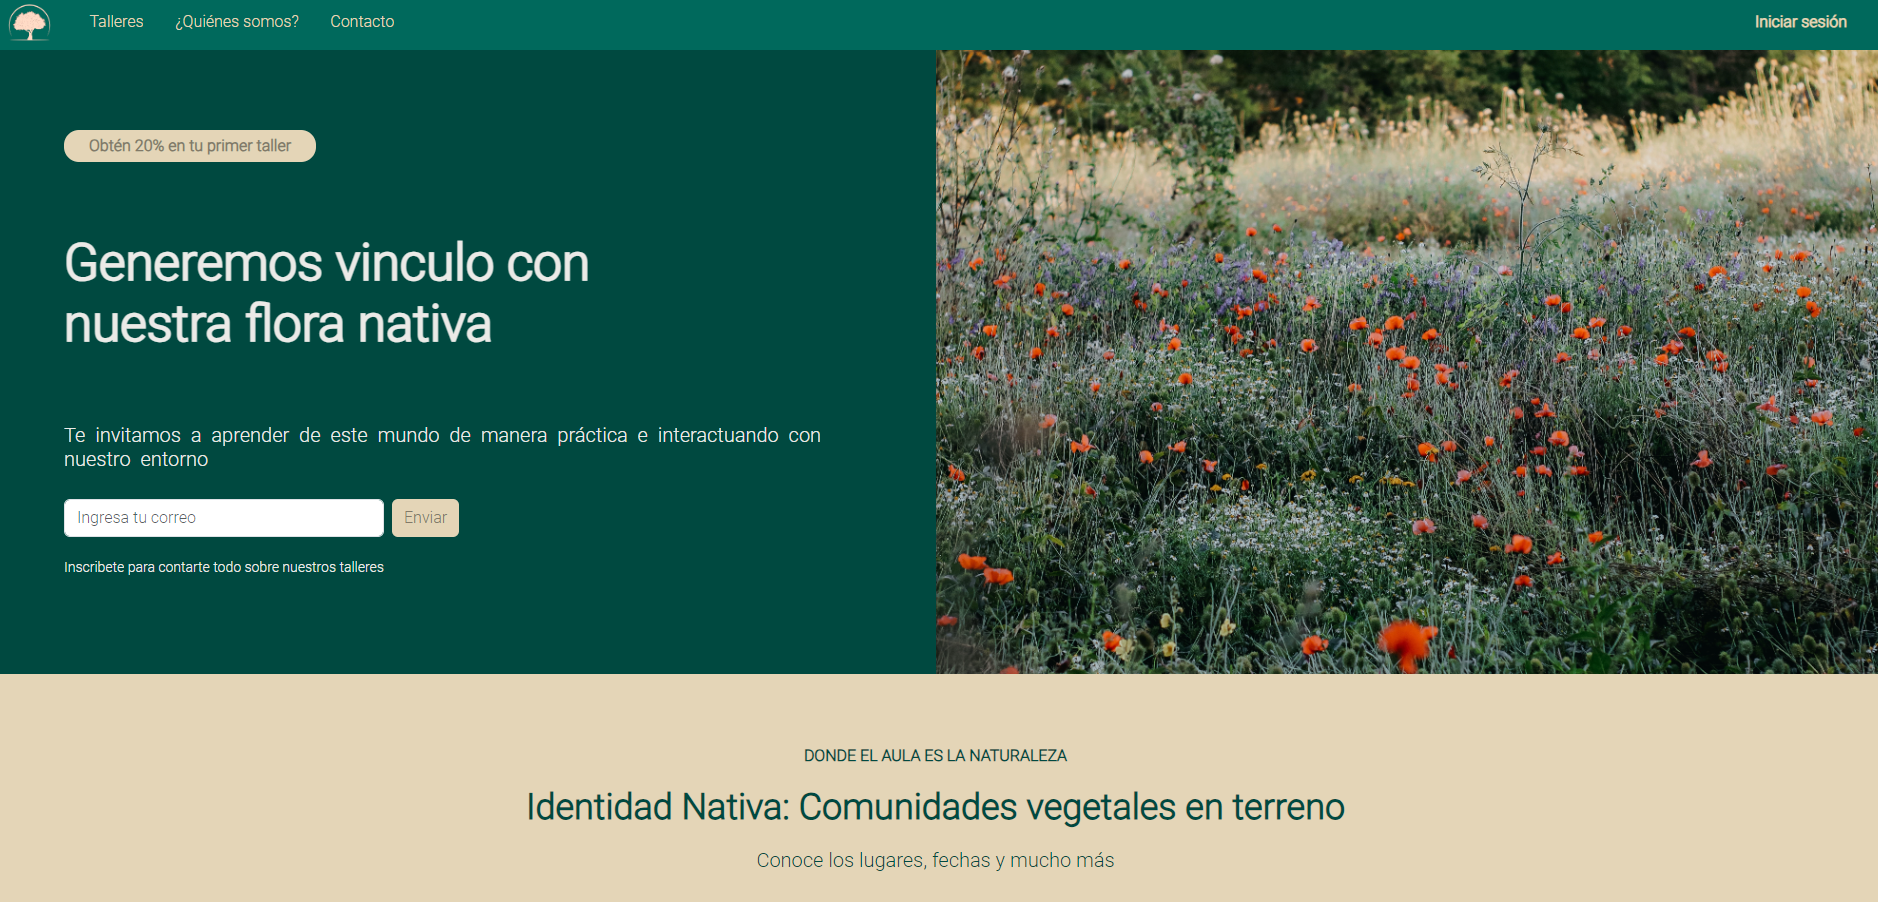 Talleres ¿Quiénes somos? Contacto Iniciar sesión
Obtén 20% en tu primer taller
Generemos vinculo con
nuestra flora nativa
Te invitamos a aprender de este mundo de manera práctica e interactuando con
nuestro entorno
Ingresa tu correo Enviar
Inscribete para contarte todo sobre nuestros talleres
DONDE EL AULA ES LA NATURALEZA
Identidad Nativa: Comunidades vegetales en terreno
Conoce los lugares, fechas y mucho más